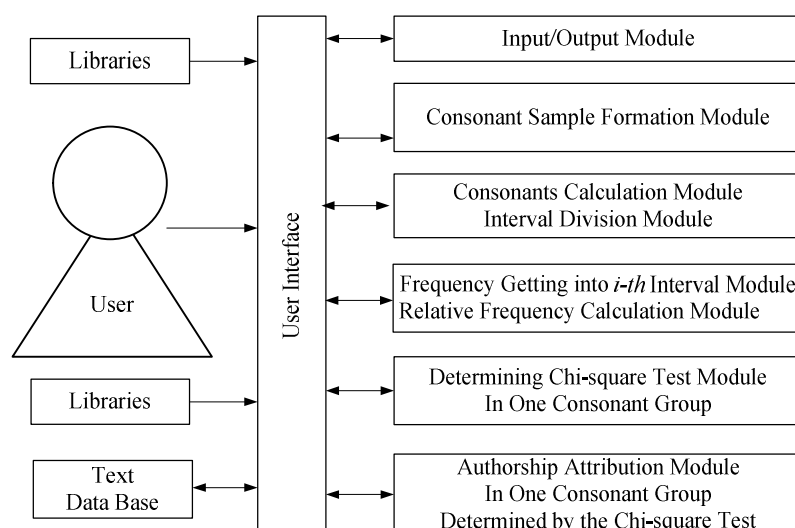 Libraries
User
Libraries
Text
Data Base
User Interface
Input/Output Module
Consonant Sample Formation Module
Consonants Calculation Module
Interval Division Module
Frequency Getting into i-th Interval Module
Relative Frequency Calculation Module
Determining Chi-square Test Module
In One Consonant Group
Authorship Attribution Module
In One Consonant Group
Determined by the Chi-square Test